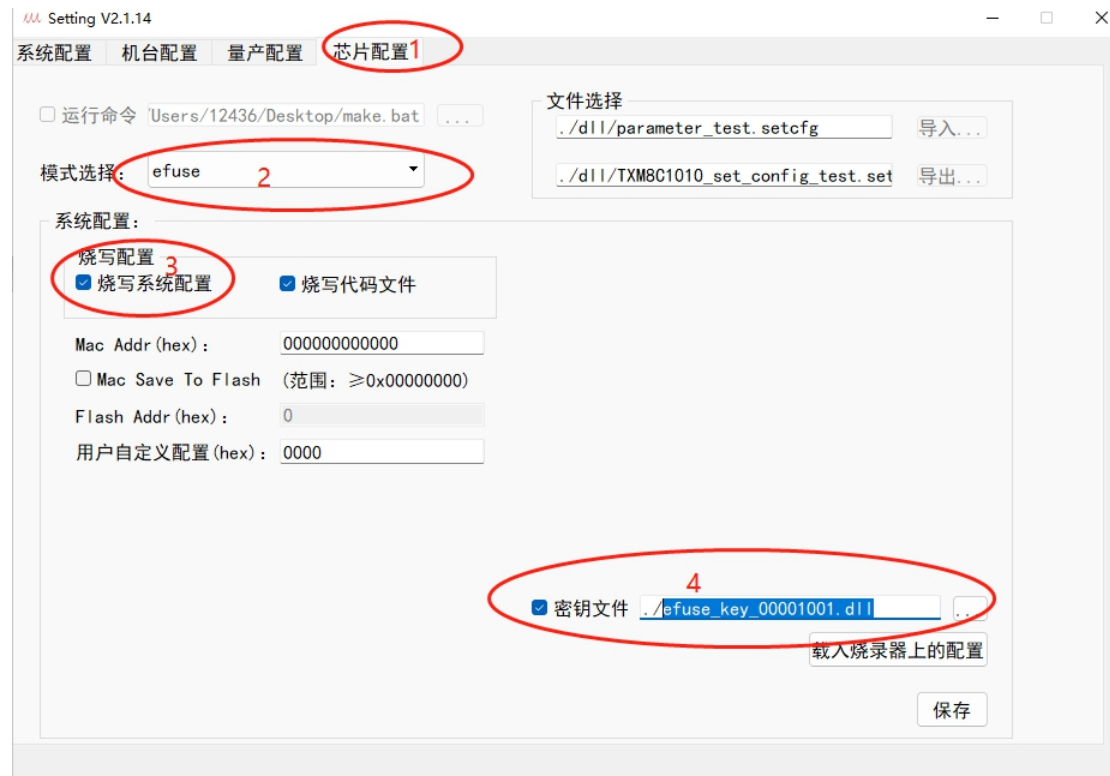 Setting V2.1.14
系统配置 机台配置 量产配置 芯片配置 1
运行命令 'Users/12436/Desktop/make.bat ...
文件选择
./dll/parameter_test.setcfg 导入...
模式选择: efuse 2
./dll/TXM8C1010_set_config_test.set 导出...
系统配置:
烧写配置 3
烧写系统配置 烧写代码文件
Mac Addr(hex): 000000000000
Mac Save To Flash (范围: ≥0x00000000)
Flash Addr(hex): 0
用户自定义配置(hex): 0000
4
密钥文件 ./efuse_key_00001001.dll ...
载入烧录器上的配置
保存